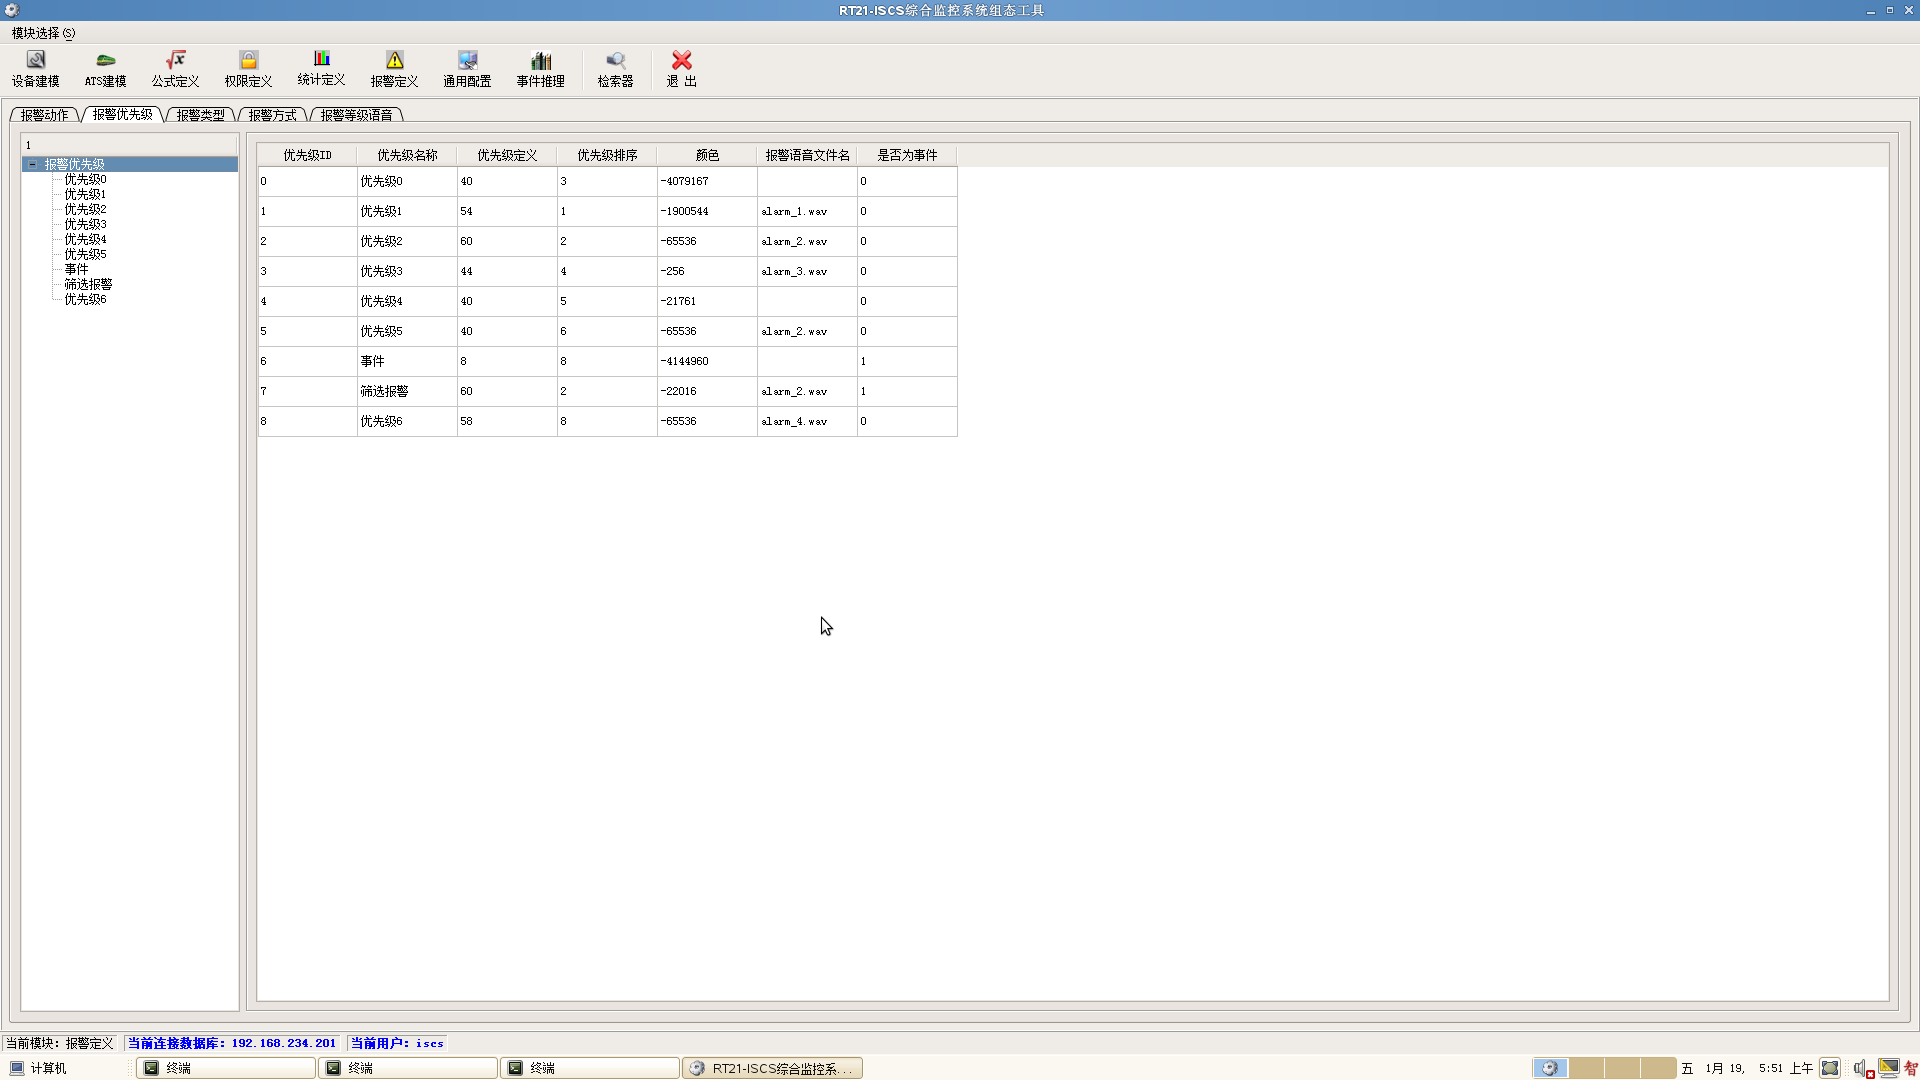 RT21-ISCS综合监控系统组态工具
模块选择(S)
设备建模 ATS建模 公式定义 权限定义 统计定义 报警定义 通用配置 事件推理 检索器 退 出
报警动作 报警优先级 报警类型 报警方式 报警等级语音
1
报警优先级
优先级0
优先级1
优先级2
优先级3
优先级4
优先级5
事件
筛选报警
优先级6
优先级ID 优先级名称 优先级定义 优先级排序 颜色 报警语音文件名 是否为事件
0 优先级0 40 3 -4079167 0
1 优先级1 54 1 -1900544 alarm_1.wav 0
2 优先级2 60 2 -65536 alarm_2.wav 0
3 优先级3 44 4 -256 alarm_3.wav 0
4 优先级4 40 5 -21761 0
5 优先级5 40 6 -65536 alarm_2.wav 0
6 事件 8 8 -4144960 1
7 筛选报警 60 2 -22016 alarm_2.wav 1
8 优先级6 58 8 -65536 alarm_4.wav 0
当前模块：报警定义 当前连接数据库：192.168.234.201 当前用户：iscs
计算机 终端 终端 终端 RT21-ISCS综合监控系... 五 1月 19, 5:51 上午 智